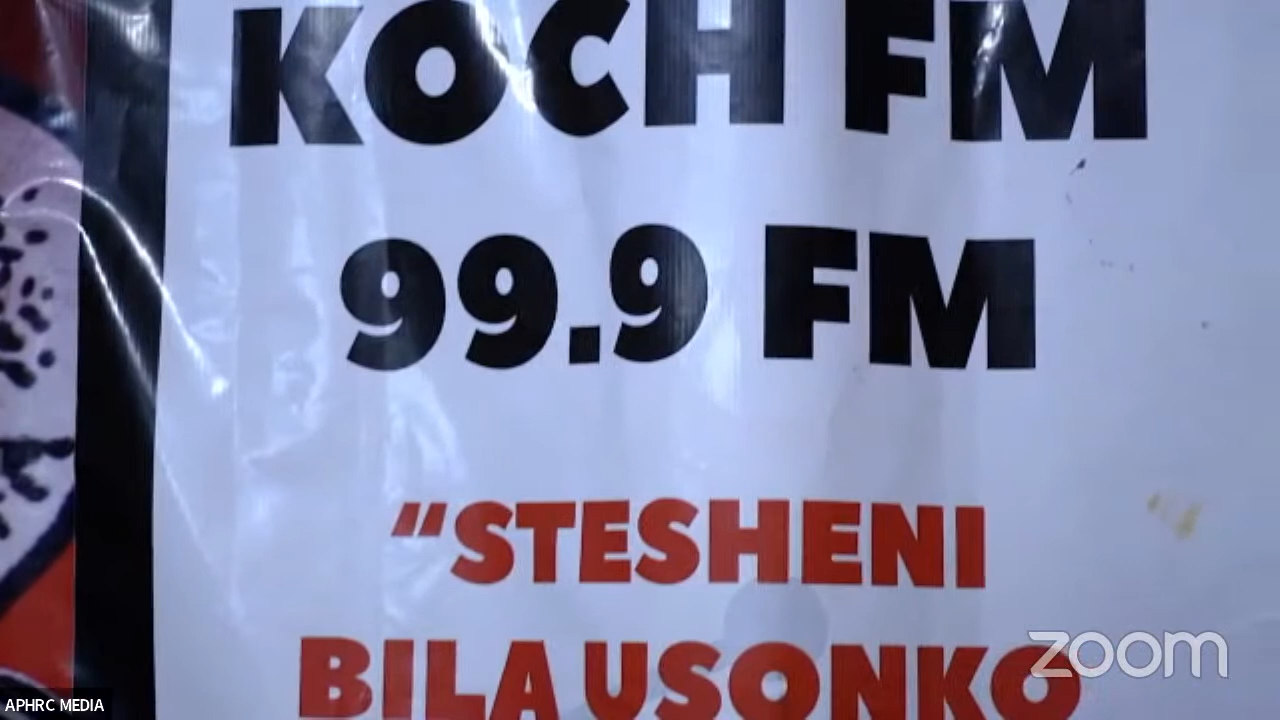 KOCH FM
99.9 FM
"STESHENI
BILA USONKO
zoom
APHRC MEDIA